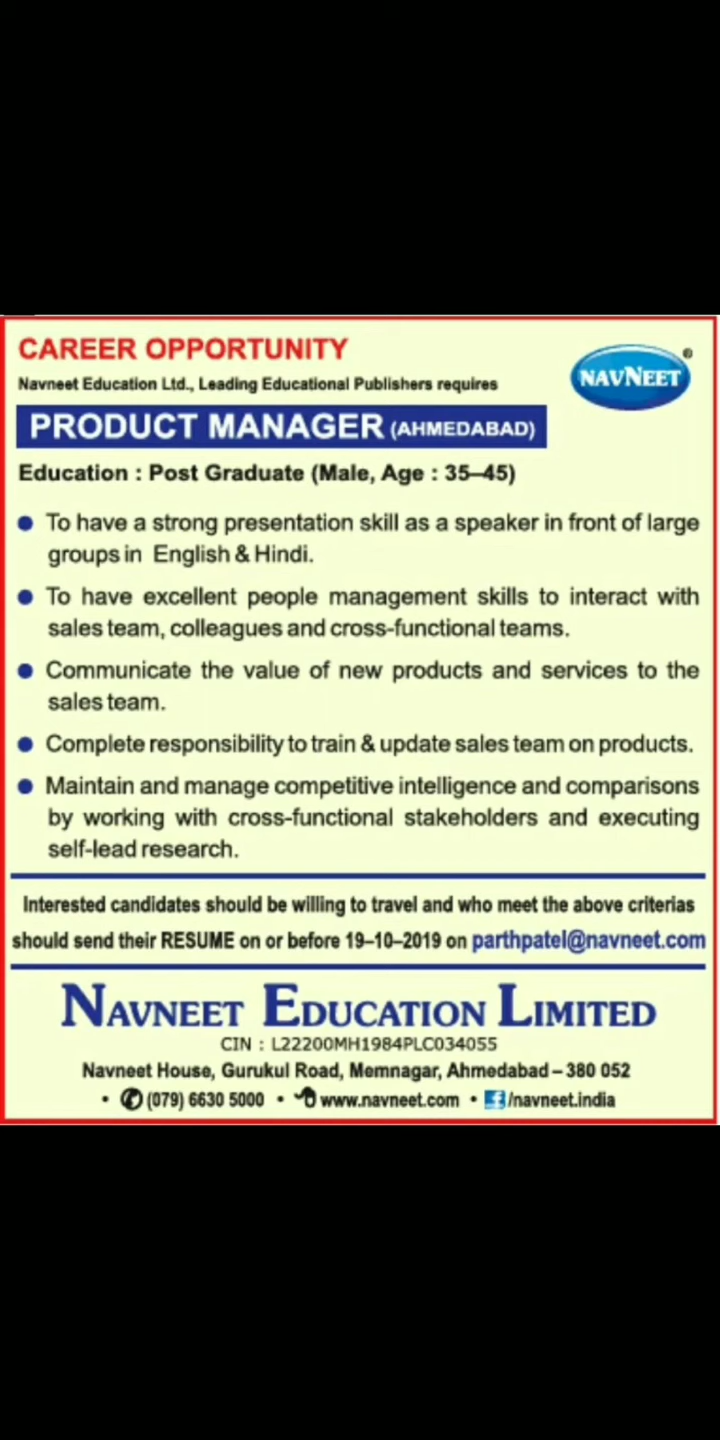 CAREER OPPORTUNITY
Navneet Education Ltd., Leading Educational Publishers requires
NAVNEET
®
PRODUCT MANAGER (AHMEDABAD)
Education : Post Graduate (Male, Age : 35–45)
• To have a strong presentation skill as a speaker in front of large
groups in English & Hindi.
• To have excellent people management skills to interact with
sales team, colleagues and cross-functional teams.
• Communicate the value of new products and services to the
sales team.
• Complete responsibility to train & update sales team on products.
• Maintain and manage competitive intelligence and comparisons
by working with cross-functional stakeholders and executing
self-lead research.
Interested candidates should be willing to travel and who meet the above criterias
should send their RESUME on or before 19–10–2019 on parthpatel@navneet.com
NAVNEET EDUCATION LIMITED
CIN : L22200MH1984PLC034055
Navneet House, Gurukul Road, Memnagar, Ahmedabad – 380 052
• (079) 6630 5000 • www.navneet.com • f/navneet.india